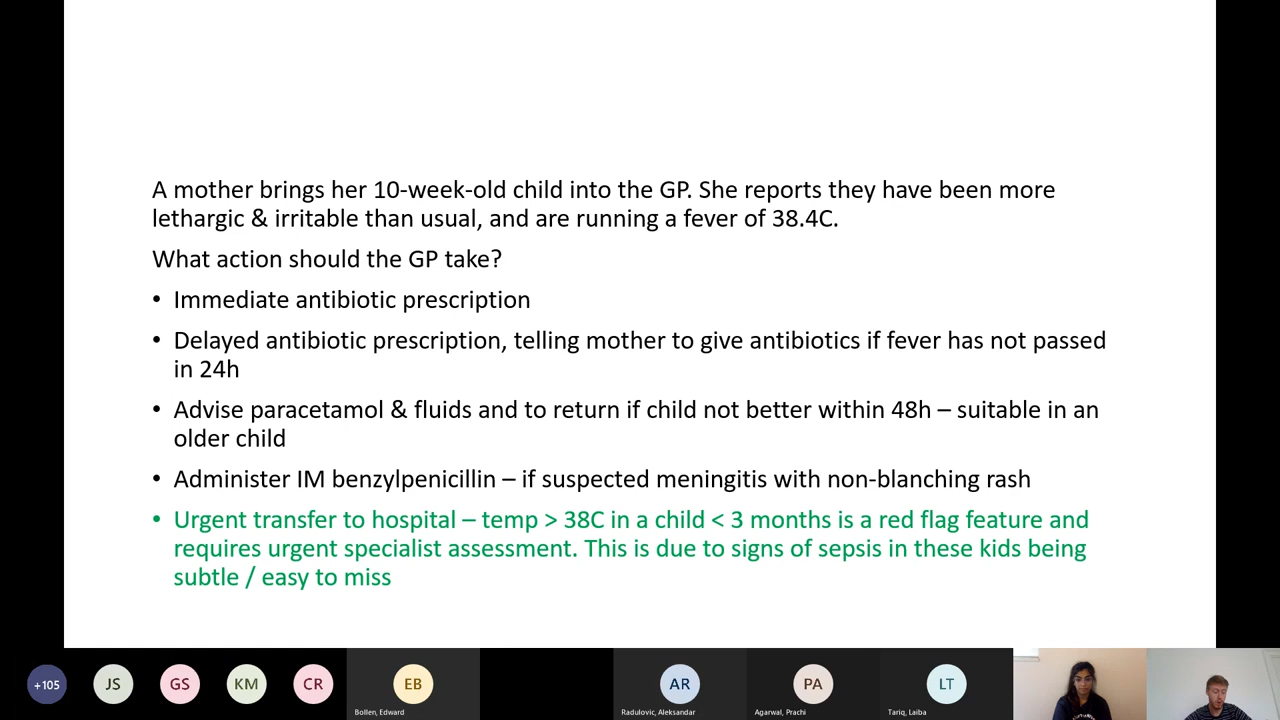 A mother brings her 10-week-old child into the GP. She reports they have been more
lethargic & irritable than usual, and are running a fever of 38.4C.
What action should the GP take?
• Immediate antibiotic prescription
• Delayed antibiotic prescription, telling mother to give antibiotics if fever has not passed
in 24h
• Advise paracetamol & fluids and to return if child not better within 48h – suitable in an
older child
• Administer IM benzylpenicillin – if suspected meningitis with non-blanching rash
• Urgent transfer to hospital – temp > 38C in a child < 3 months is a red flag feature and
requires urgent specialist assessment. This is due to signs of sepsis in these kids being
subtle / easy to miss
+105 JS GS KM CR EB AR PA LT
Bollen, Edward Radulovic, Aleksandar Agarwal, Prachi Tariq, Laiba